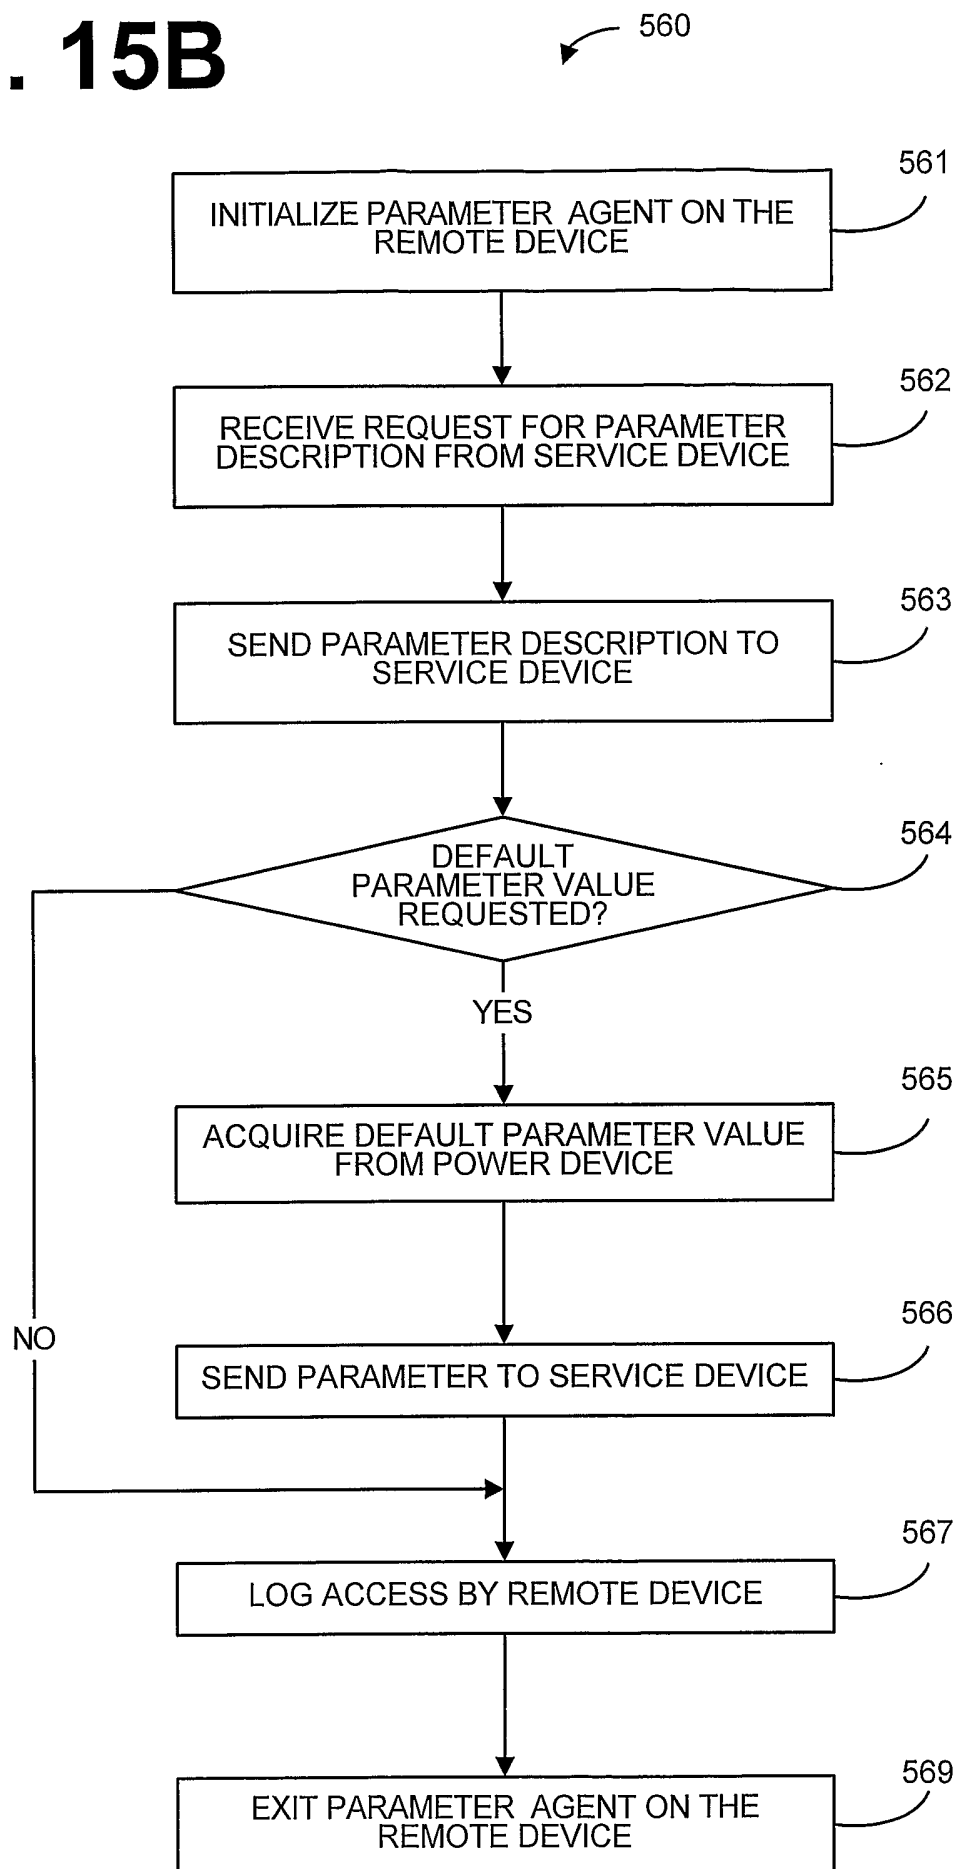 . 15B
560
561
INITIALIZE PARAMETER AGENT ON THE
REMOTE DEVICE
562
RECEIVE REQUEST FOR PARAMETER
DESCRIPTION FROM SERVICE DEVICE
563
SEND PARAMETER DESCRIPTION TO
SERVICE DEVICE
564
DEFAULT
PARAMETER VALUE
REQUESTED?
YES
565
ACQUIRE DEFAULT PARAMETER VALUE
FROM POWER DEVICE
566
NO
SEND PARAMETER TO SERVICE DEVICE
567
LOG ACCESS BY REMOTE DEVICE
569
EXIT PARAMETER AGENT ON THE
REMOTE DEVICE